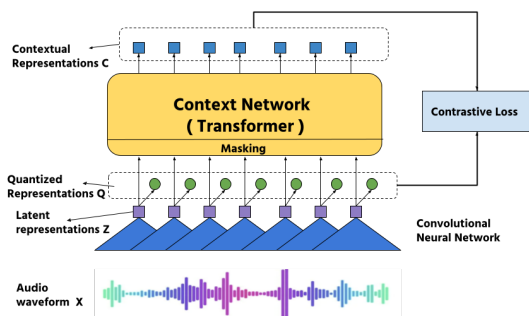 Contextual
Representations C
Context Network
( Transformer )
Masking
Contrastive Loss
Quantized
Representations Q
Latent
representations Z
Convolutional
Neural Network
Audio
waveform X